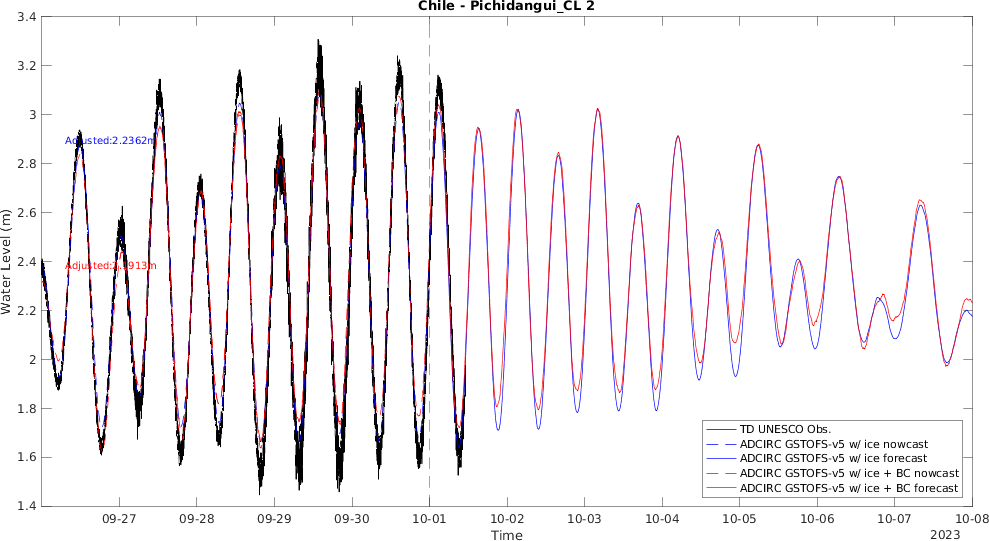 Chile - Pichidangui_CL 2
3.4
3.2
3
2.8
2.6
2.4
2.2
2
1.8
1.6
1.4
Water Level (m)
Adjusted:2.2362m
TD UNESCO Obs.
ADCIRC GSTOFS-v5 w/ ice nowcast
ADCIRC GSTOFS-v5 w/ ice forecast
ADCIRC GSTOFS-v5 w/ ice + BC nowcast
ADCIRC GSTOFS-v5 w/ ice + BC forecast
09-27 09-28 09-29 09-30 10-01 10-02 10-03 10-04 10-05 10-06 10-07 10-08
Time
2023